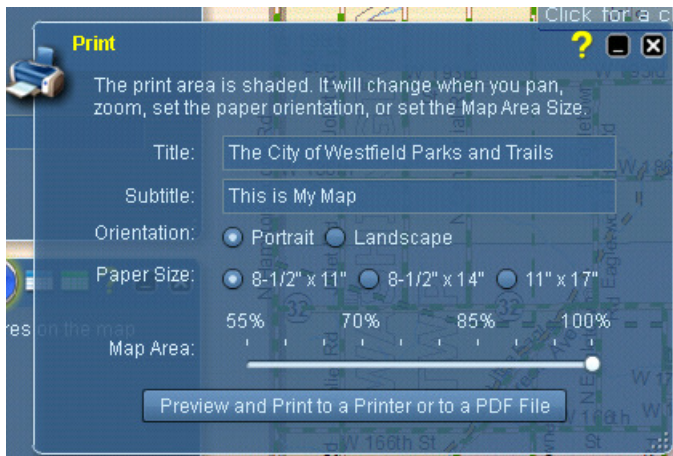 Click for a c
Print
?
The print area is shaded. It will change when you pan,
zoom, set the paper orientation, or set the Map Area Size.
Title: The City of Westfield Parks and Trails
Subtitle: This is My Map
Orientation: Portrait Landscape
Paper Size: 8-1/2" x 11" 8-1/2" x 14" 11" x 17"
55% 70% 85% 100%
Map Area:
Preview and Print to a Printer or to a PDF File
on the map
32
32
W 166th St